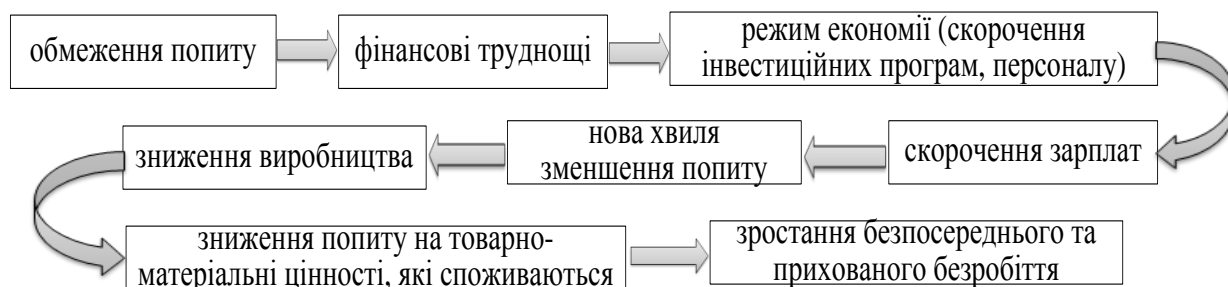 обмеження попиту
фінансові труднощі
режим економії (скорочення
інвестиційних програм, персоналу)
скорочення зарплат
нова хвиля
зменшення попиту
зниження виробництва
зниження попиту на товарно-
матеріальні цінності, які споживаються
зростання безпосереднього та
прихованого безробіття